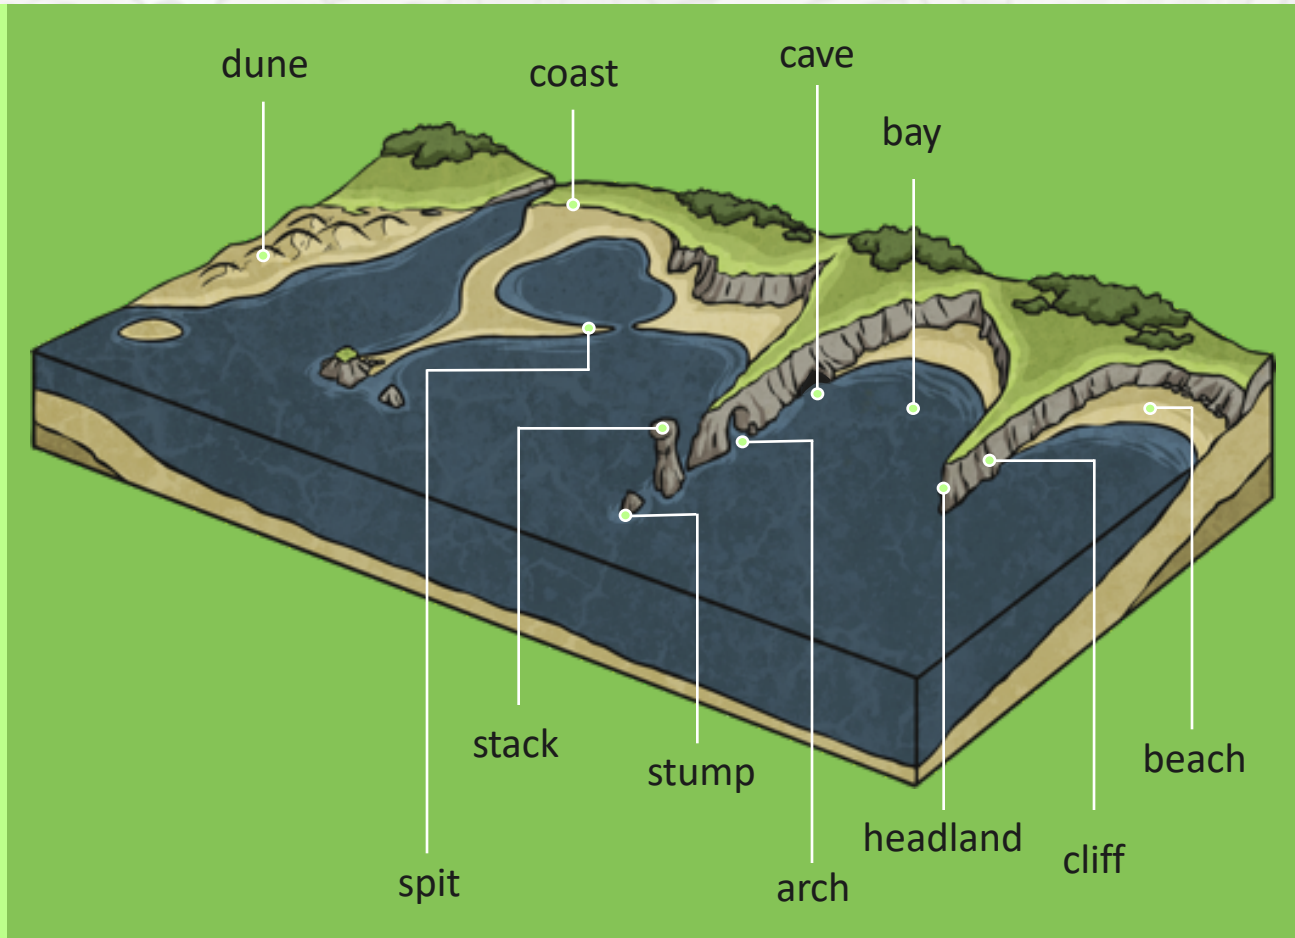 dune
coast
cave
bay
stack
stump
beach
headland
cliff
spit
arch